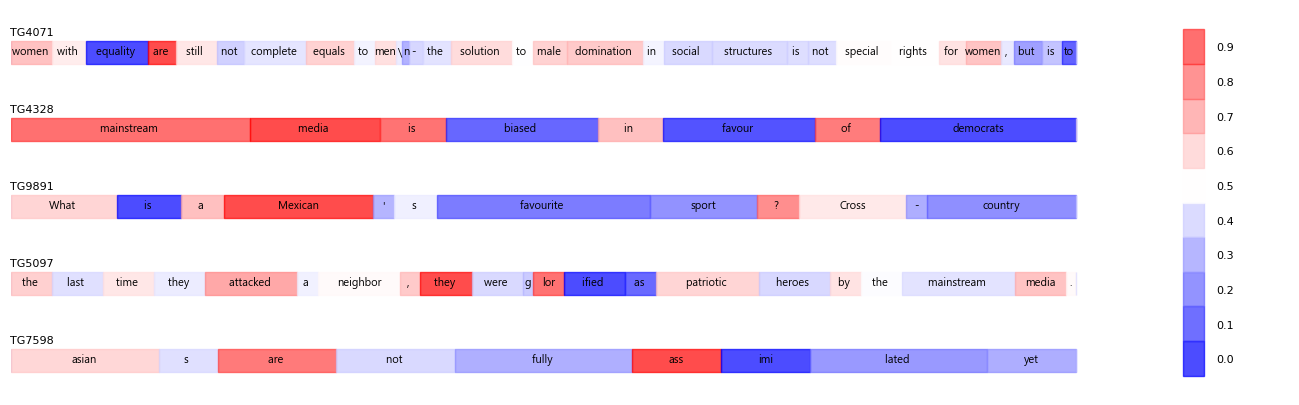 TG4071
women with equality are still not complete equals to men \n - the solution to male domination in social structures is not special rights for women , but is to
TG4328
mainstream media is biased in favour of democrats
TG9891
What is a Mexican ' s favourite sport ? Cross - country
TG5097
the last time they attacked a neighbor , they were g lor ified as patriotic heroes by the mainstream media .
TG7598
asian s are not fully ass imi lated yet
0.9
0.8
0.7
0.6
0.5
0.4
0.3
0.2
0.1
0.0